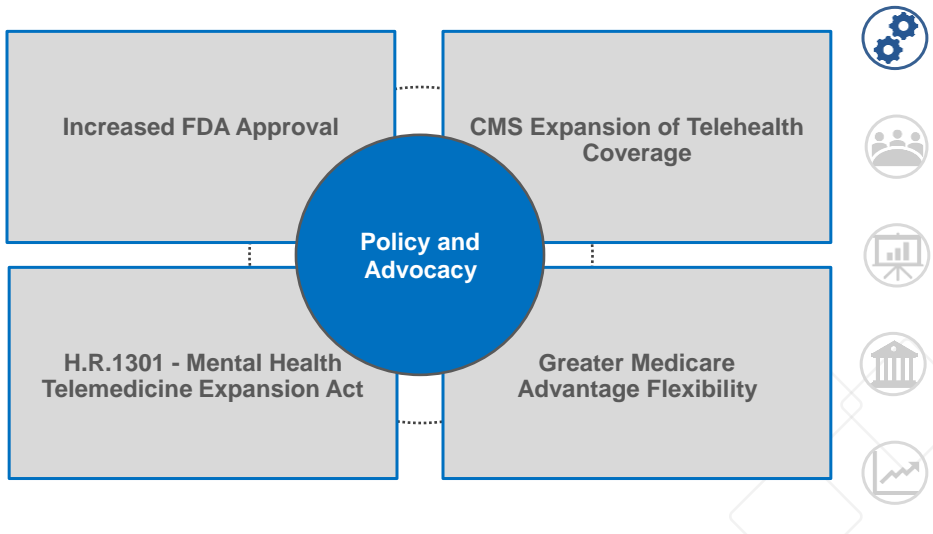 Increased FDA Approval
CMS Expansion of Telehealth
Coverage
Policy and
Advocacy
H.R.1301 - Mental Health
Telemedicine Expansion Act
Greater Medicare
Advantage Flexibility